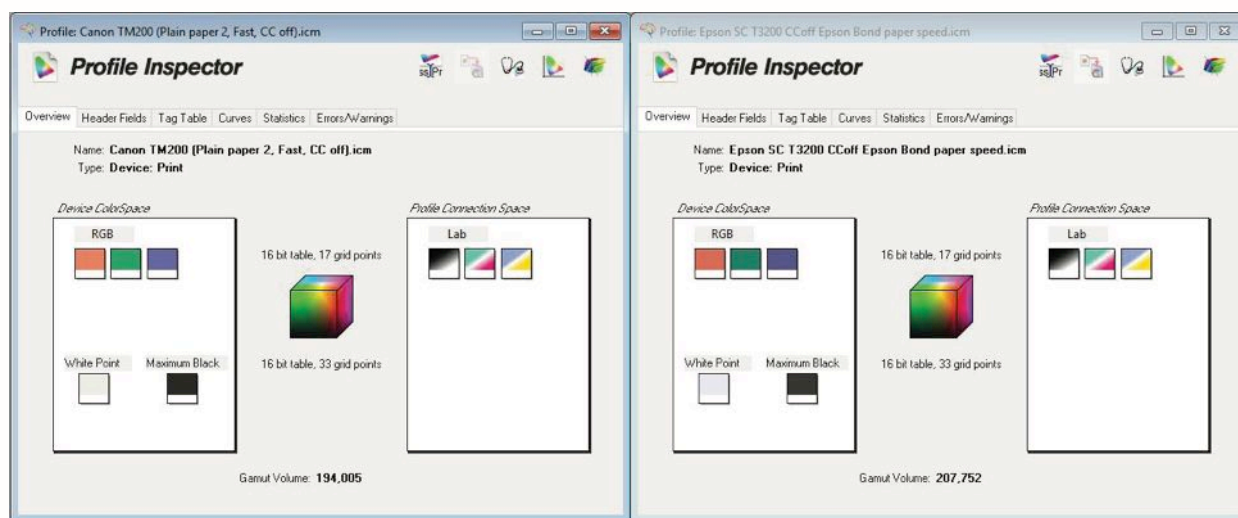 Profile: Canon TM200 (Plain paper 2, Fast, CC off).icm
Profile Inspector
Overview Header Fields Tag Table Curves Statistics Errors/Warnings
Name: Canon TM200 (Plain paper 2, Fast, CC off).icm
Type: Device: Print
Device ColorSpace
Profile Connection Space
RGB
Lab
16 bit table, 17 grid points
White Point
Maximum Black
16 bit table, 33 grid points
Gamut Volume: 194,005
Profile: Epson SC T3200 CCoff Epson Bond paper speed.icm
Profile Inspector
Overview Header Fields Tag Table Curves Statistics Errors/Warnings
Name: Epson SC T3200 CCoff Epson Bond paper speed.icm
Type: Device: Print
Device ColorSpace
Profile Connection Space
RGB
Lab
16 bit table, 17 grid points
White Point
Maximum Black
16 bit table, 33 grid points
Gamut Volume: 207,752